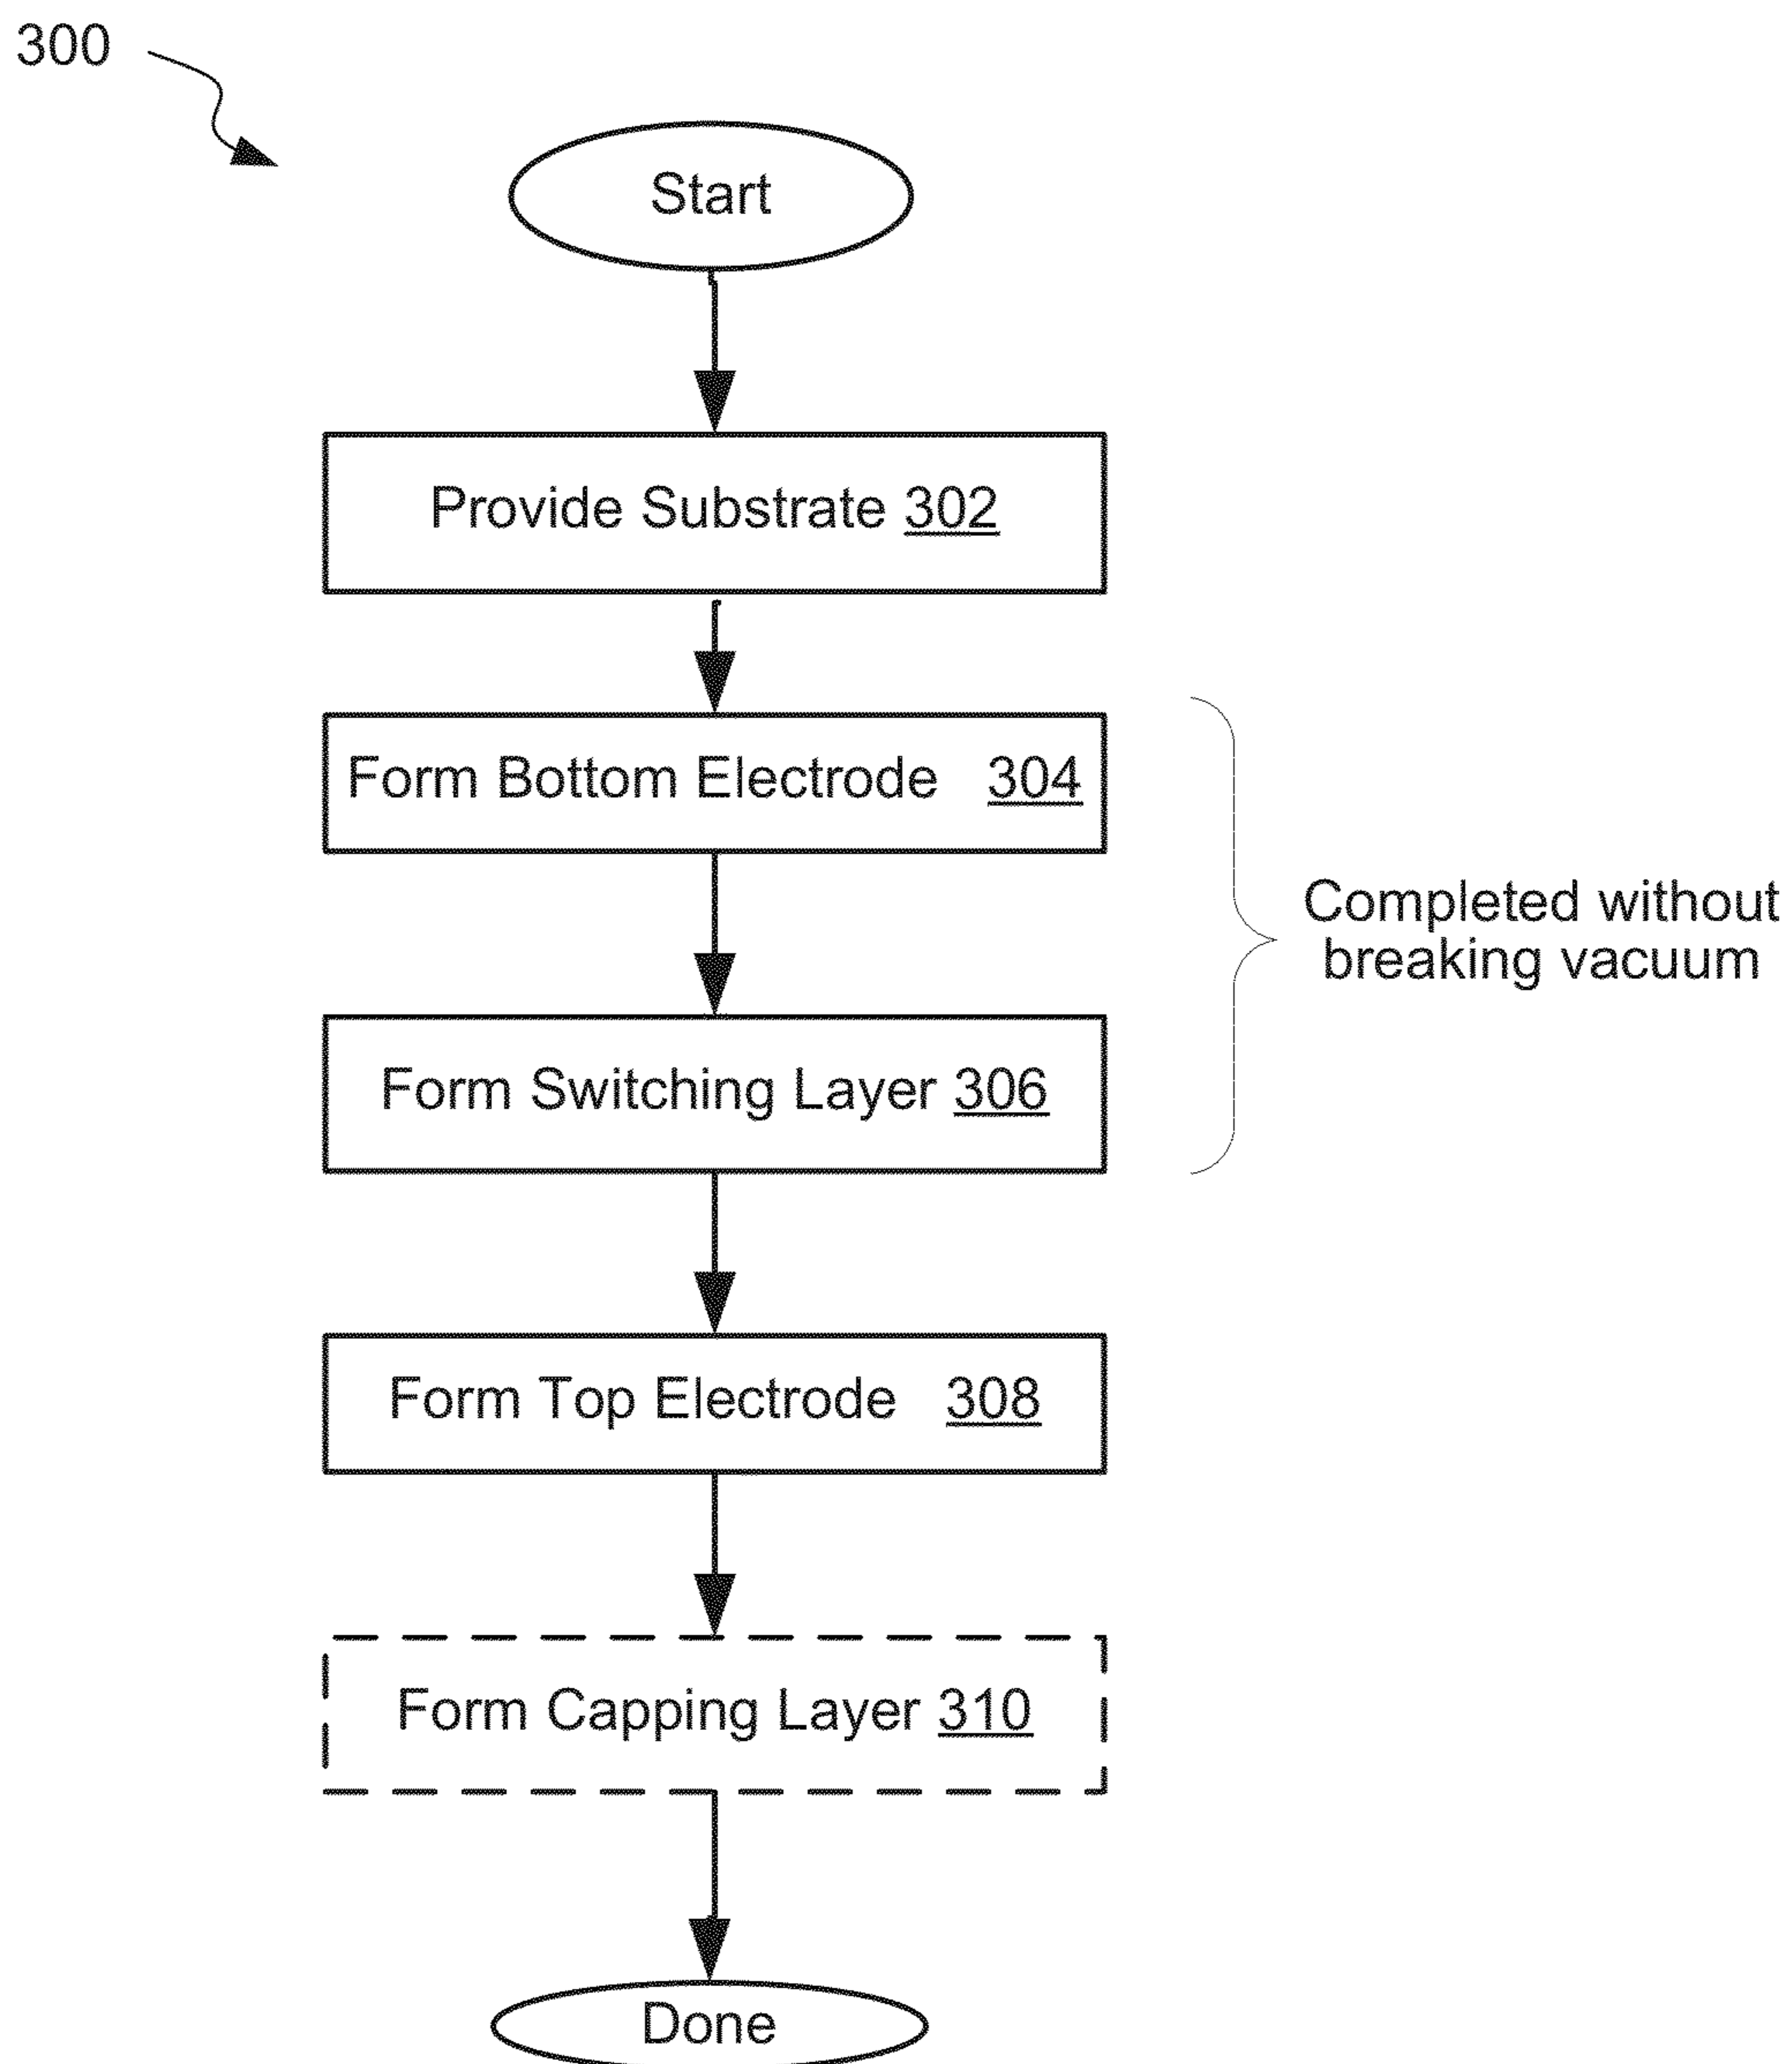 300
Start
Provide Substrate 302
Form Bottom Electrode 304
Completed without
breaking vacuum
Form Switching Layer 306
Form Top Electrode 308
Form Capping Layer 310
Done